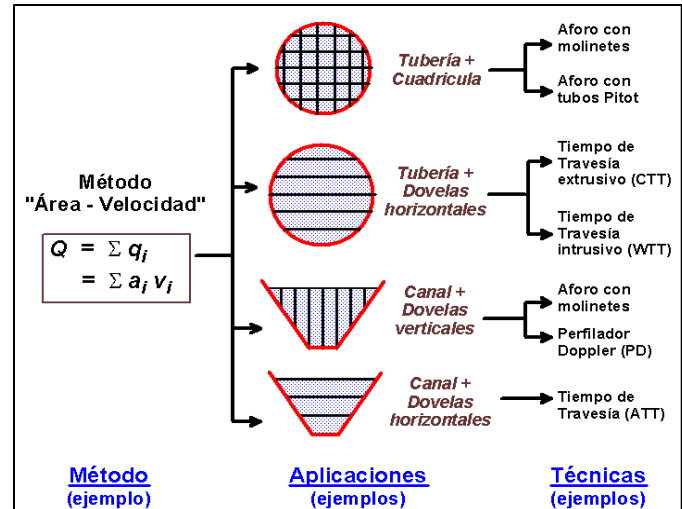 Método
"Área - Velocidad"
Q = Σ qᵢ
= Σ aᵢ vᵢ
Tubería +
Cuadricula
Aforo con
molinetes
Aforo con
tubos Pitot
Tubería +
Dovelas
horizontales
Tiempo de
Travesía
extrusivo (CTT)
Tiempo de
Travesía
intrusivo (WTT)
Canal +
Dovelas
verticales
Aforo con
molinetes
Perfilador
Doppler (PD)
Canal +
Dovelas
horizontales
Tiempo de
Travesía (ATT)
Método
(ejemplo)
Aplicaciones
(ejemplos)
Técnicas
(ejemplos)